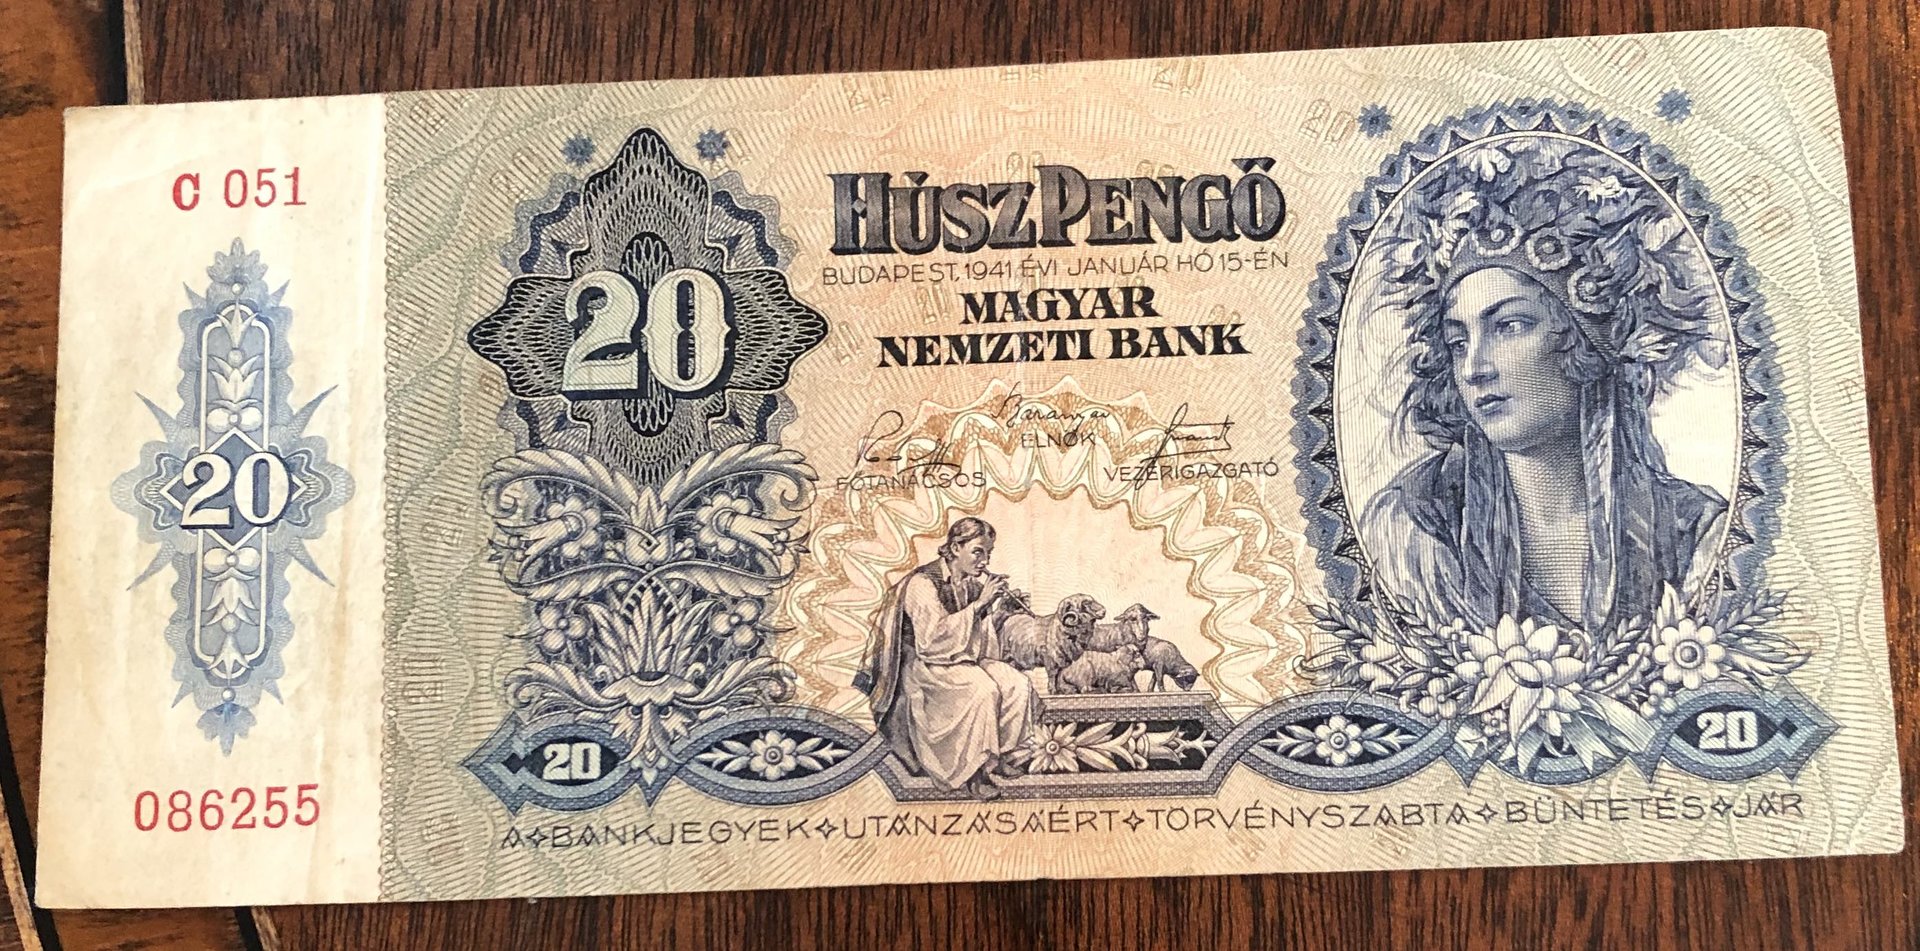 C 051
20
086255
20
HÚSZ PENGŐ
BUDAPEST, 1941 ÉVI JANUÁR HÓ 15-ÉN
MAGYAR
NEMZETI BANK
FŐTANÁCSOS
ELNÖK
VEZÉRIGAZGATÓ
20
20
A BANKJEGYEK UTÁNZÁSÁÉRT TÖRVÉNYSZABTA BÜNTETÉS JÁR